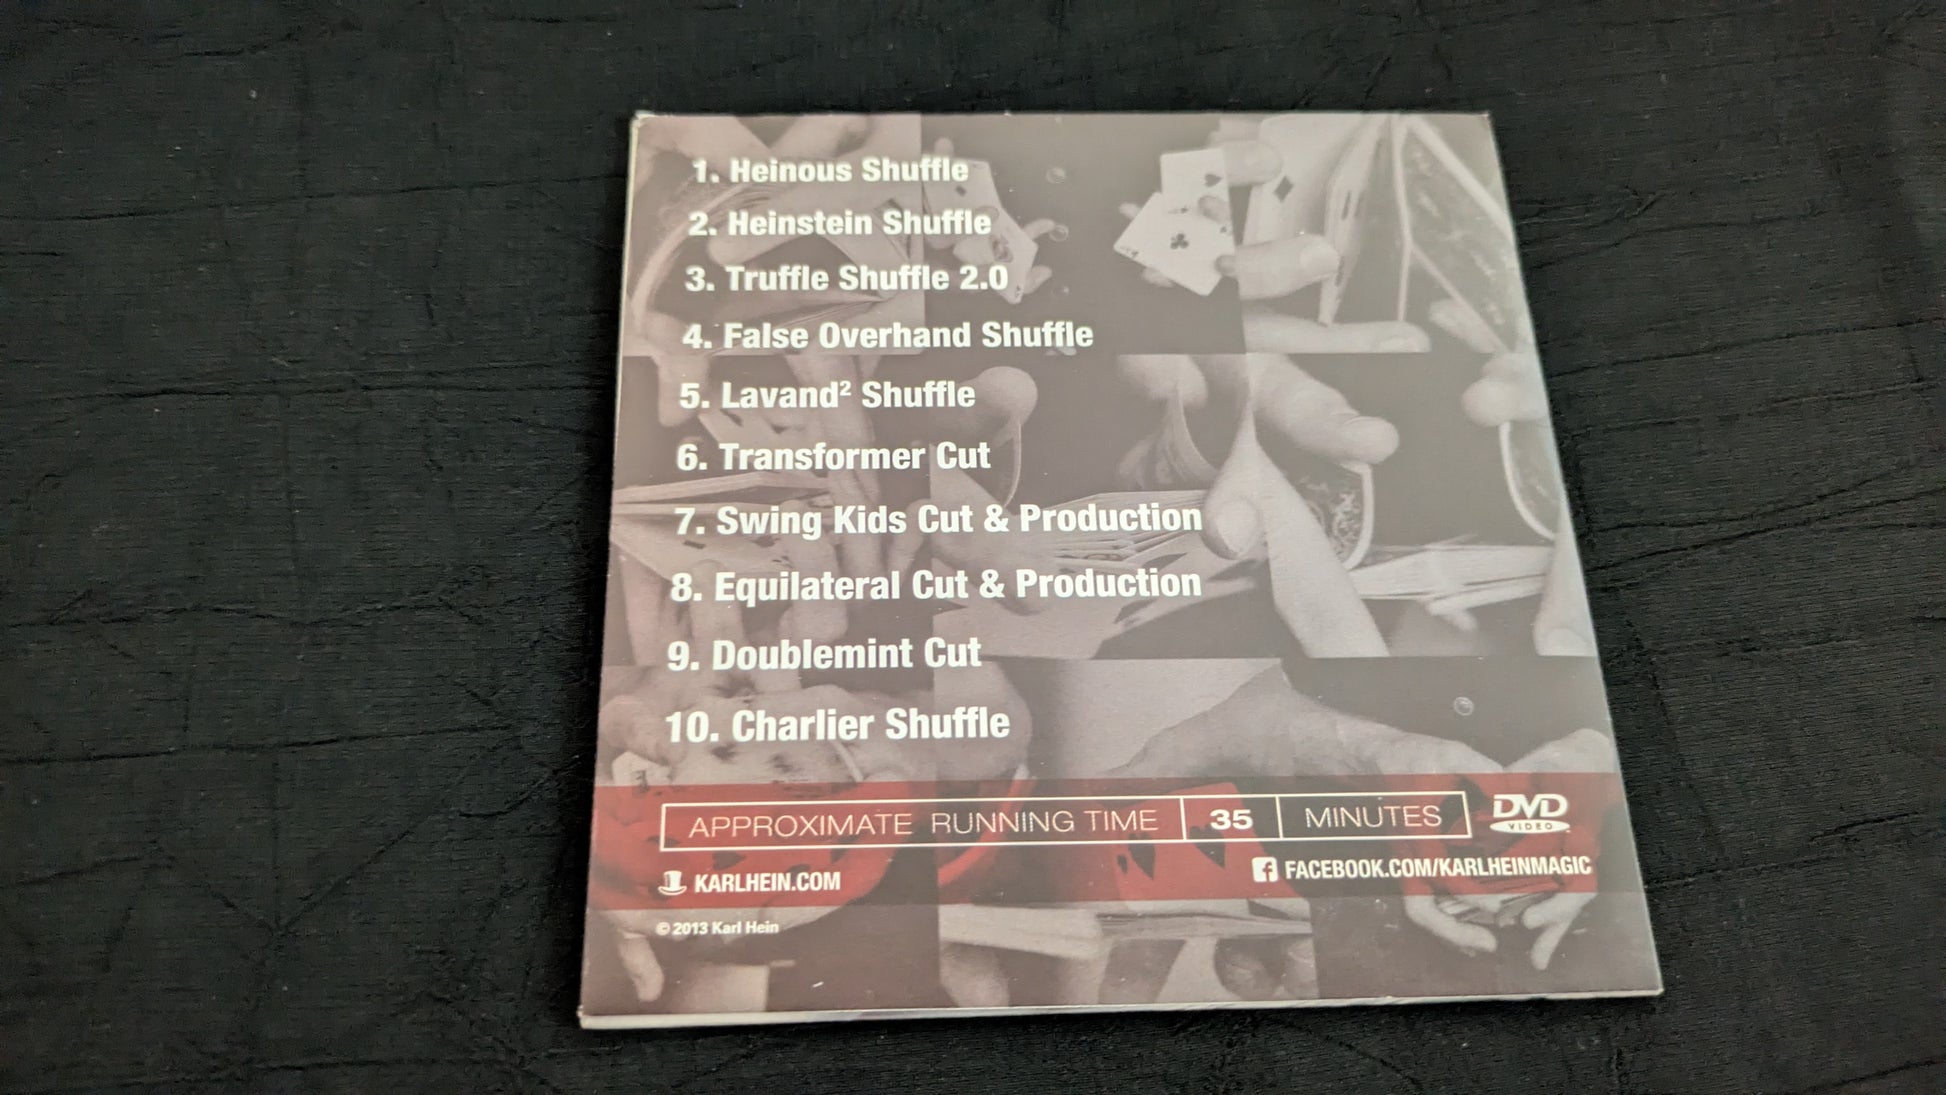 1. Heinous Shuffle
2. Heinstein Shuffle
3. Truffle Shuffle 2.0
4. False Overhand Shuffle
5. Lavand² Shuffle
6. Transformer Cut
7. Swing Kids Cut & Production
8. Equilateral Cut & Production
9. Doublemint Cut
10. Charlier Shuffle
APPROXIMATE RUNNING TIME 35 MINUTES
DVD
VIDEO
KARLHEIN.COM
FACEBOOK.COM/KARLHEINMAGIC
© 2013 Karl Hein